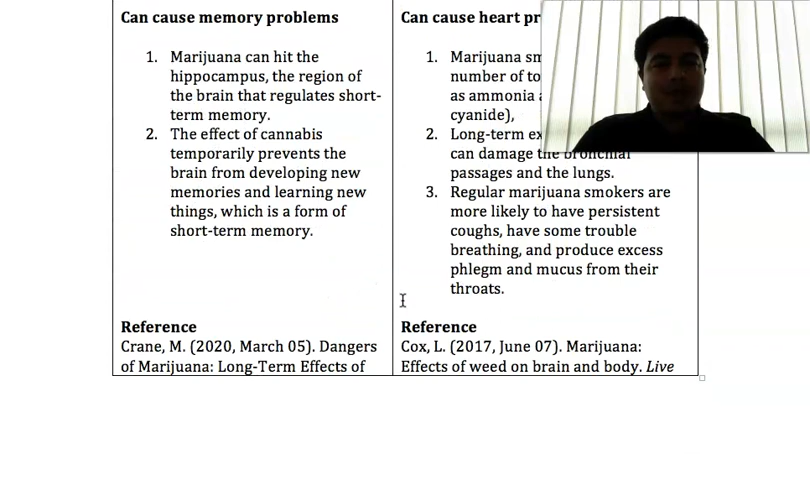 Can cause memory problems
1. Marijuana can hit the
hippocampus, the region of
the brain that regulates short-
term memory.
2. The effect of cannabis
temporarily prevents the
brain from developing new
memories and learning new
things, which is a form of
short-term memory.
Reference
Crane, M. (2020, March 05). Dangers
of Marijuana: Long-Term Effects of
Can cause heart pr
1. Marijuana sm
number of to
as ammonia
cyanide),
2. Long-term ex
can damage the bronchial
passages and the lungs.
3. Regular marijuana smokers are
more likely to have persistent
coughs, have some trouble
breathing, and produce excess
phlegm and mucus from their
throats.
Reference
Cox, L. (2017, June 07). Marijuana:
Effects of weed on brain and body. Live